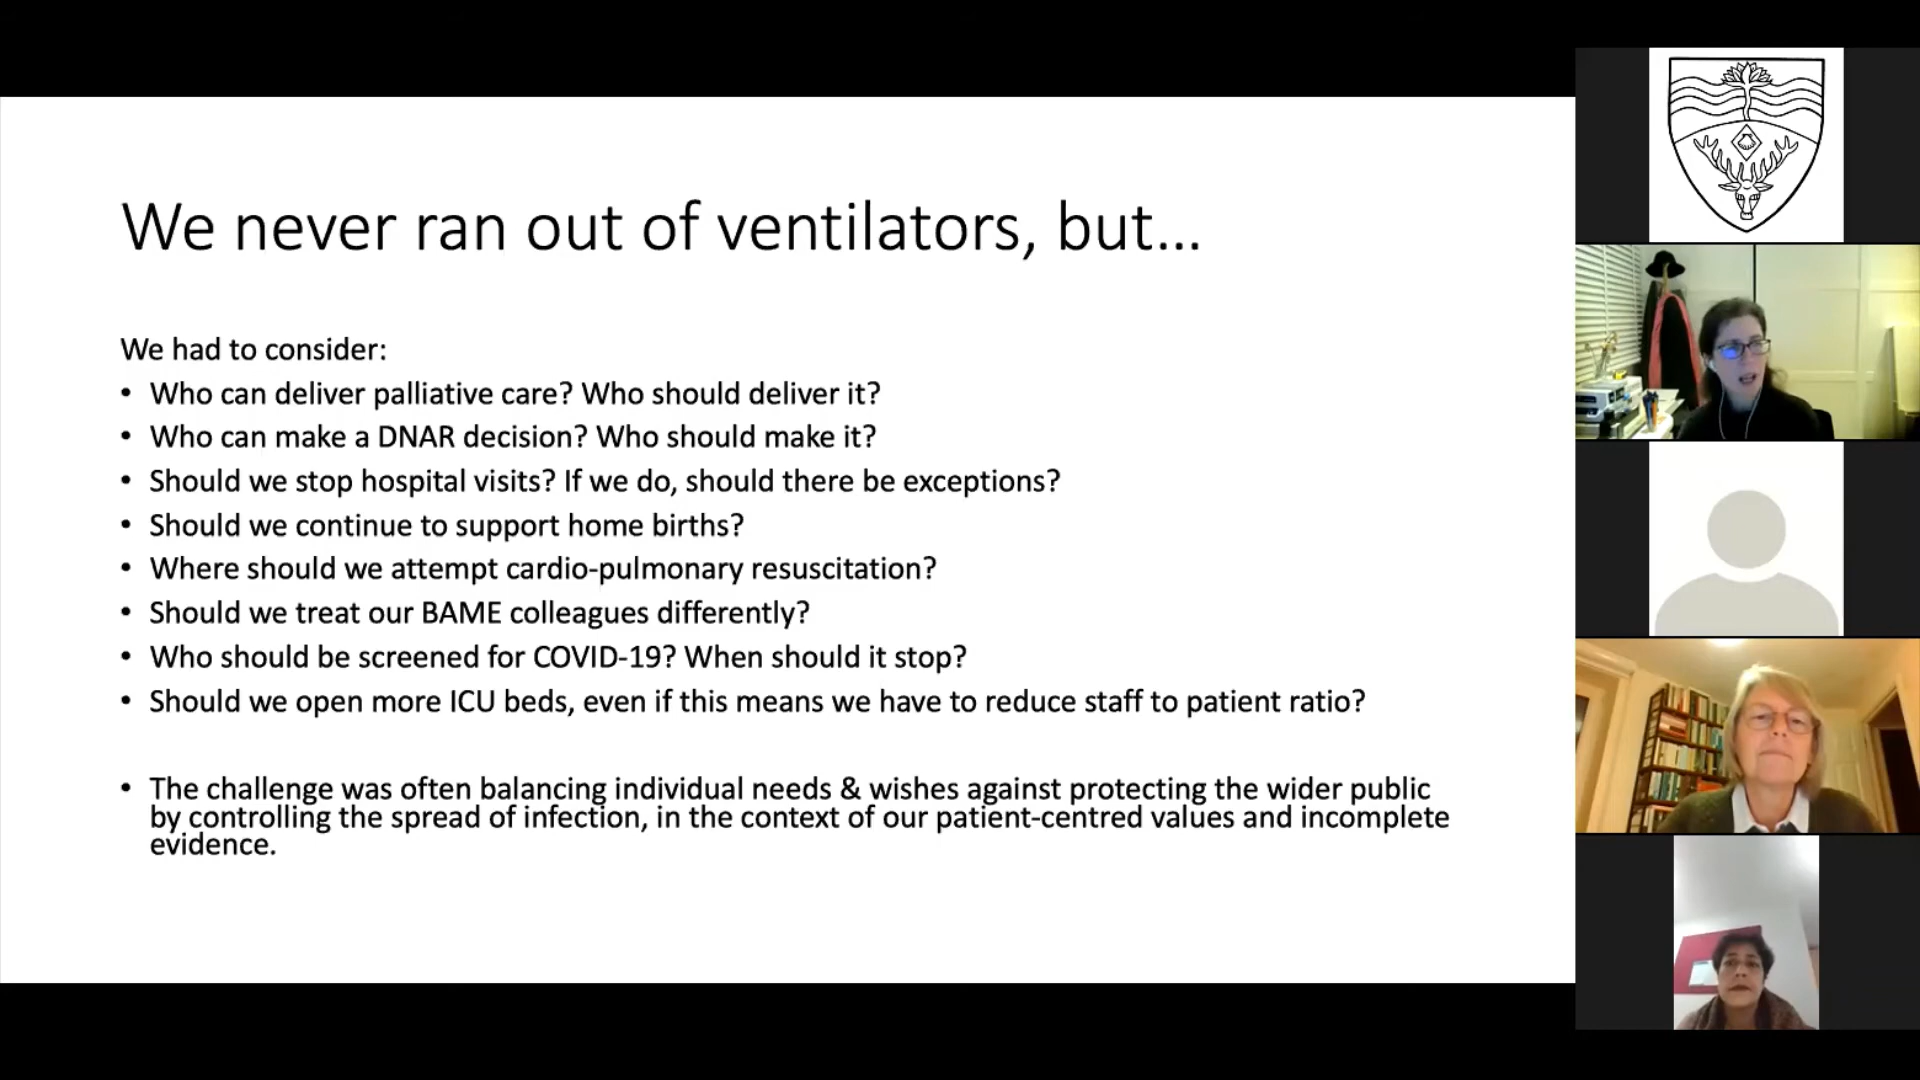 We never ran out of ventilators, but...
We had to consider:
• Who can deliver palliative care? Who should deliver it?
• Who can make a DNAR decision? Who should make it?
• Should we stop hospital visits? If we do, should there be exceptions?
• Should we continue to support home births?
• Where should we attempt cardio-pulmonary resuscitation?
• Should we treat our BAME colleagues differently?
• Who should be screened for COVID-19? When should it stop?
• Should we open more ICU beds, even if this means we have to reduce staff to patient ratio?
• The challenge was often balancing individual needs & wishes against protecting the wider public
by controlling the spread of infection, in the context of our patient-centred values and incomplete
evidence.